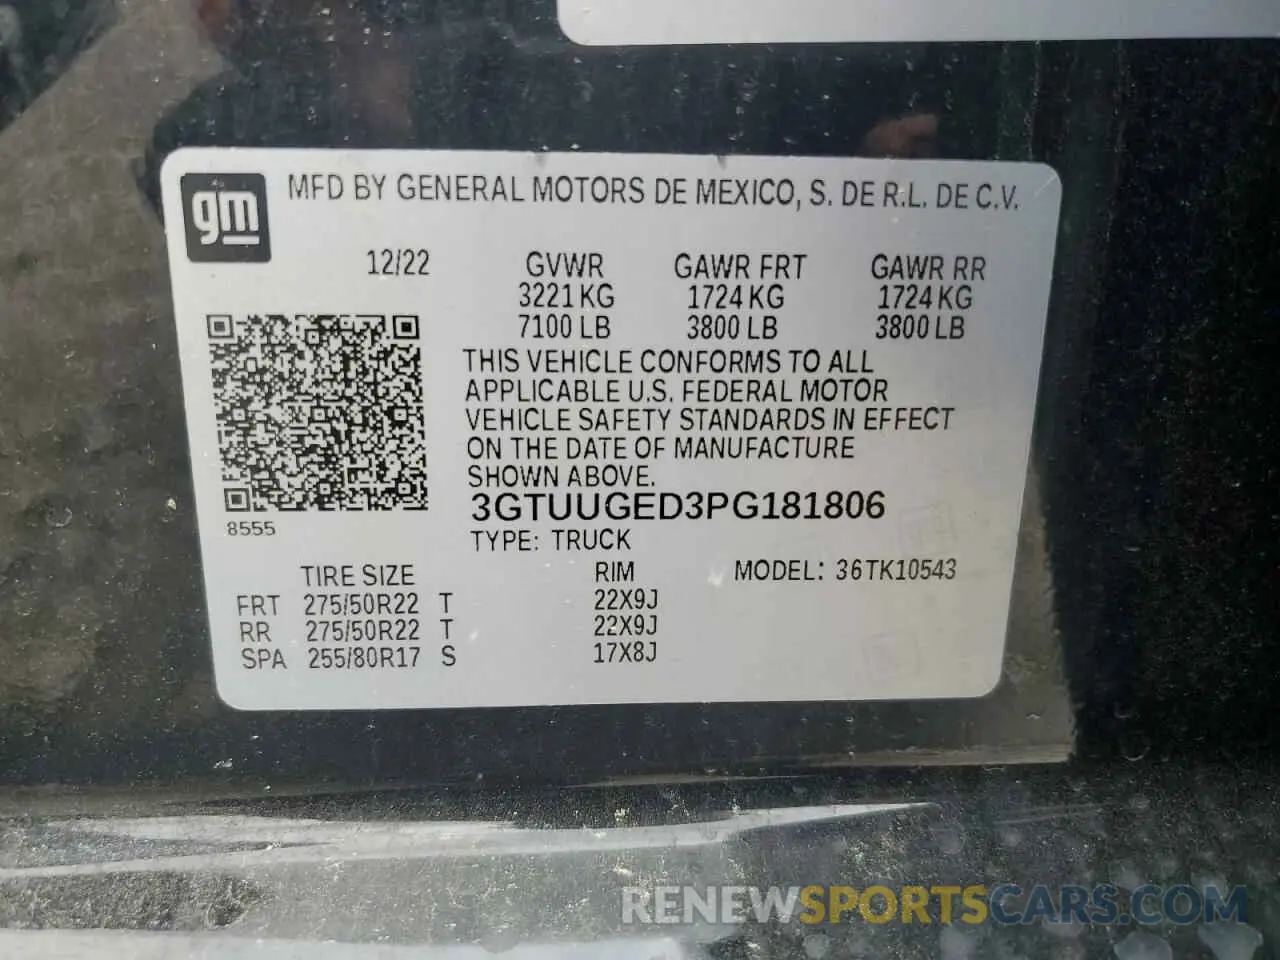 gm
MFD BY GENERAL MOTORS DE MEXICO, S. DE R.L. DE C.V.
12/22 GVWR GAWR FRT GAWR RR
3221 KG 1724 KG 1724 KG
7100 LB 3800 LB 3800 LB
THIS VEHICLE CONFORMS TO ALL
APPLICABLE U.S. FEDERAL MOTOR
VEHICLE SAFETY STANDARDS IN EFFECT
ON THE DATE OF MANUFACTURE
SHOWN ABOVE.
3GTUUGED3PG181806
8555
TYPE: TRUCK
TIRE SIZE RIM MODEL: 36TK10543
FRT 275/50R22 T 22X9J
RR 275/50R22 T 22X9J
SPA 255/80R17 S 17X8J
RENEWSPORTSCARS.COM